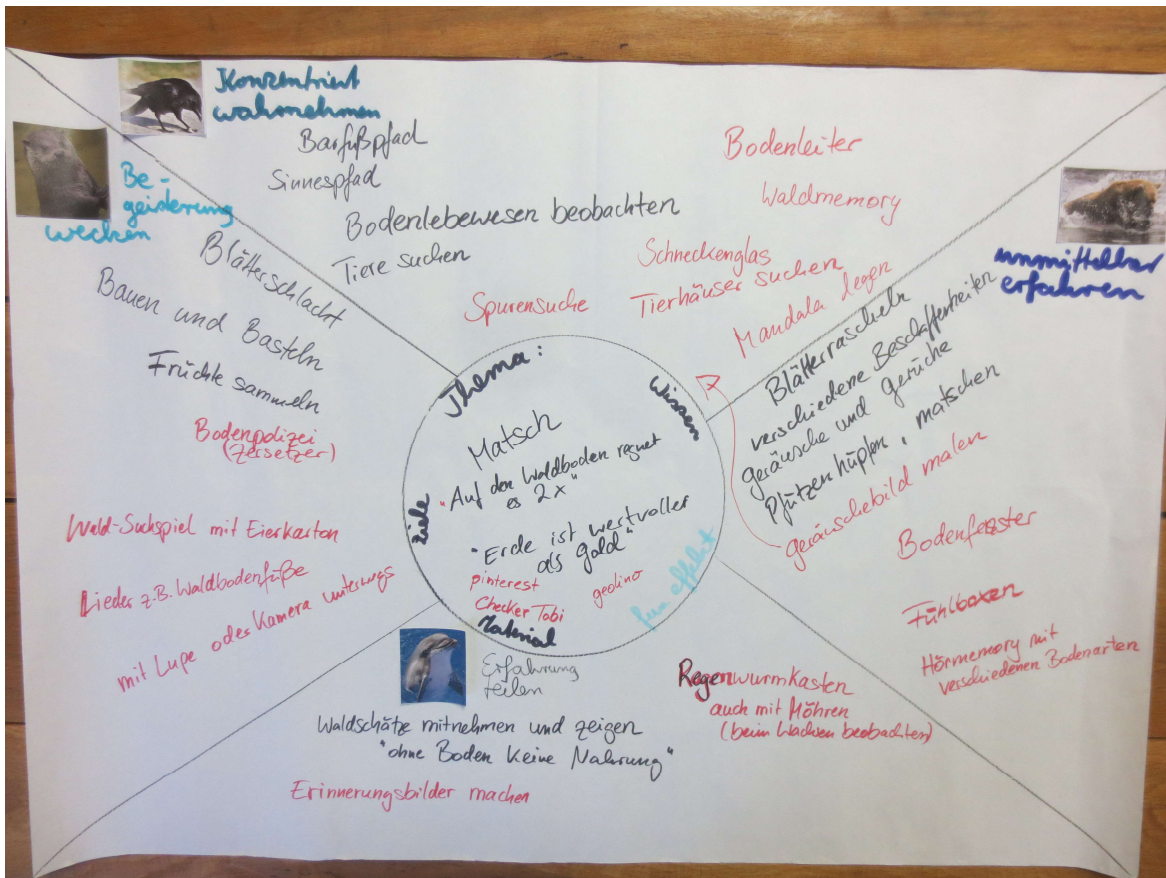 Konzentriert
wahrnehmen
Barfußpfad
Sinnespfad
Bodenlebewesen beobachten
Tiere suchen
Spurensuche
Bodenleiter
Waldmemory
Schneckenglas
Tierhäuser suchen
Mandala legen
Be-
geisterung
wecken
Blätterschlacht
Bauen und Basteln
Früchte sammeln
Bodenpolizei
(Zersetzer)
Wald-Suchspiel mit Eierkarton
Lieder z.B. Waldbodenfüße
mit Lupe oder Kamera unterwegs
Thema:
Wissen
Matsch
"Auf den Waldboden regnet
es 2x"
"Erde ist wertvoller
als Gold"
Ziele
pinterest
geolino
Checker Tobi
Material
fun effekt
unmittelbar
erfahren
Blätterrascheln
verschiedene Beschaffenheiten
geräusche und gerüche
Pfützen hüpfen, matschen
geräuschebild malen
Bodenfenster
Fühlboxen
Hörmemory mit
verschiedenen Bodenarten
Erfahrung
teilen
Waldschätze mitnehmen und zeigen
"ohne Boden keine Nahrung"
Erinnerungsbilder machen
Regenwurmkasten
auch mit Möhren
(beim Wachsen beobachten)